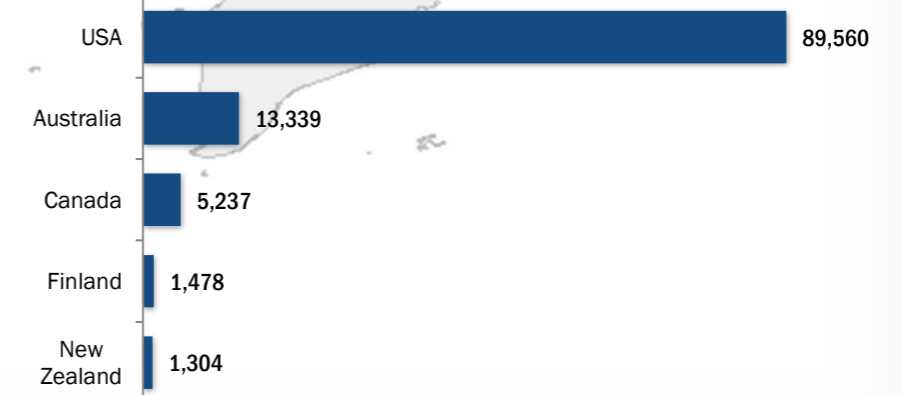 USA 89,560
Australia 13,339
Canada 5,237
Finland 1,478
New
Zealand 1,304